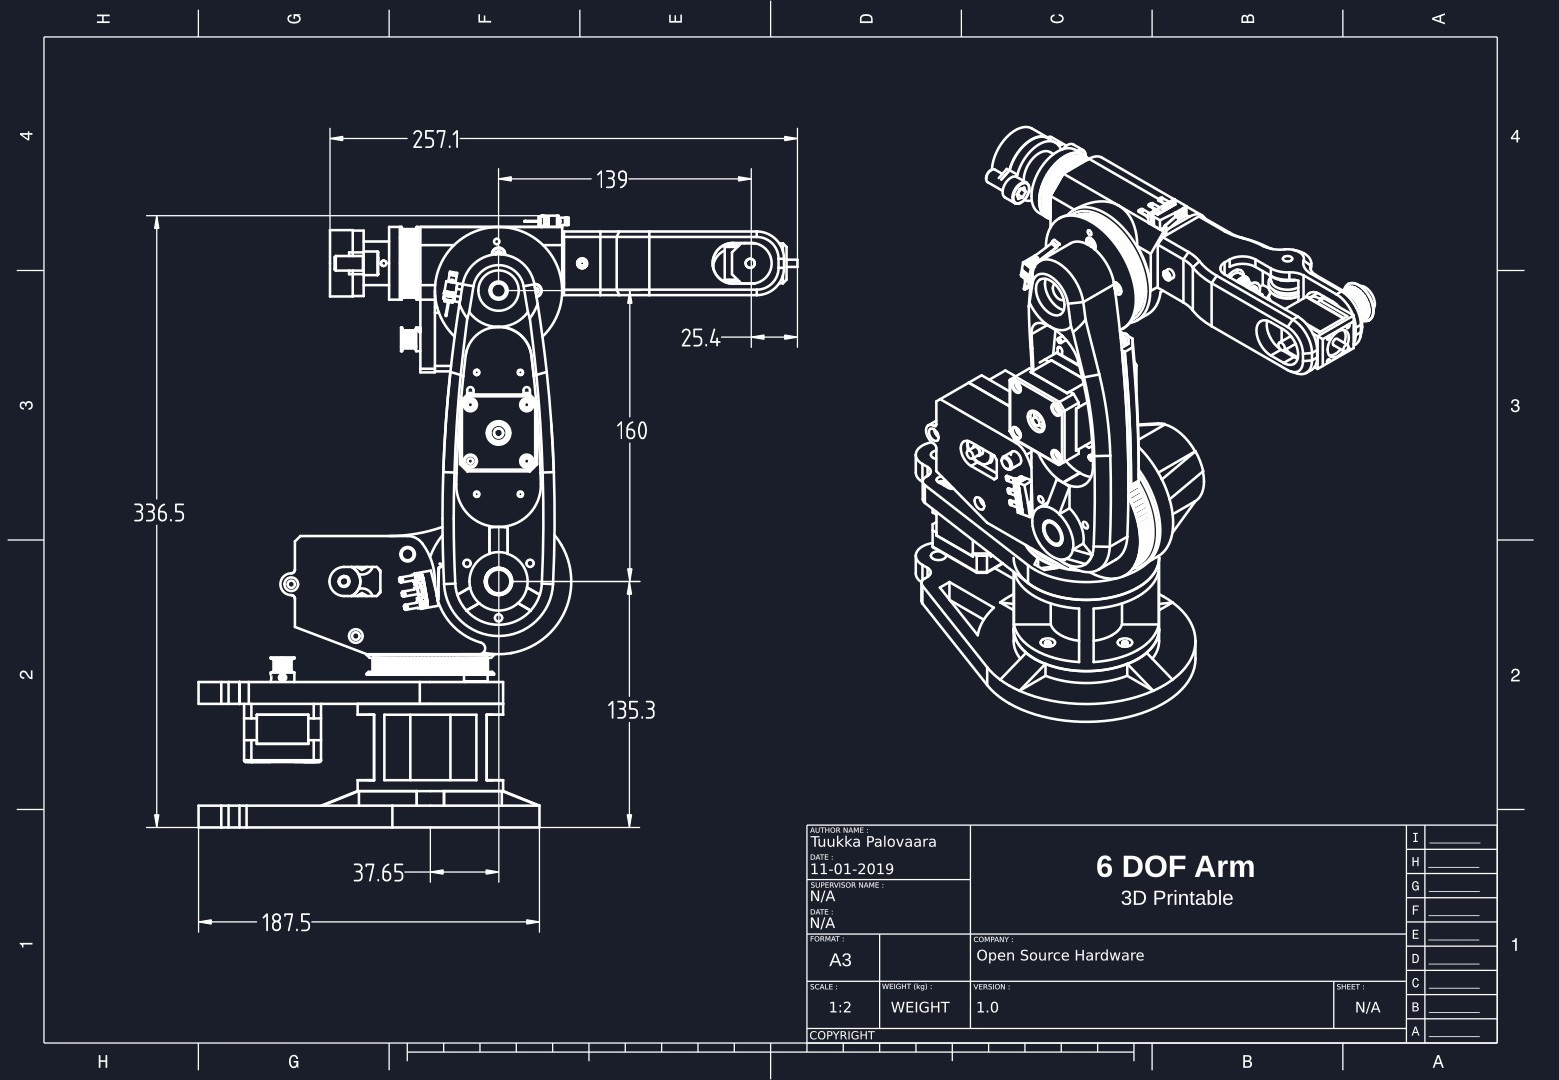 H G F E D C B A
4
4
257.1
139
25.4
3
3
160
336.5
2
2
135.3
37.65
187.5
1
1
AUTHOR NAME :
Tuukka Palovaara
DATE :
11-01-2019
SUPERVISOR NAME :
N/A
DATE :
N/A
6 DOF Arm
3D Printable
FORMAT :
A3
COMPANY :
Open Source Hardware
SCALE :
1:2
WEIGHT (kg) :
WEIGHT
VERSION :
1.0
SHEET :
N/A
COPYRIGHT
I
H
G
F
E
D
C
B
A
H G B A